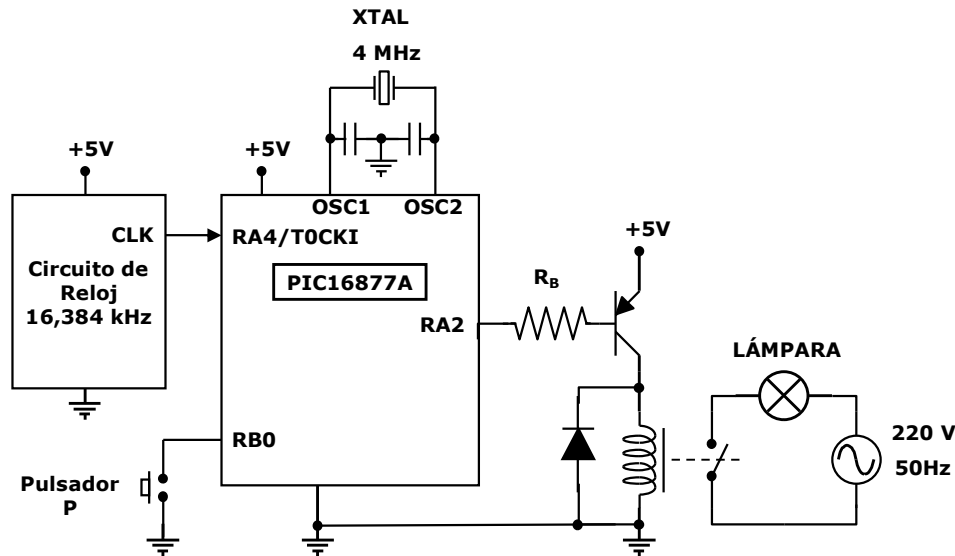 XTAL
4 MHz
+5V
+5V
OSC1 OSC2
CLK
RA4/T0CKI
+5V
Circuito de
Reloj
16,384 kHz
PIC16877A
RB
RA2
LÁMPARA
RB0
220 V
50Hz
Pulsador
P